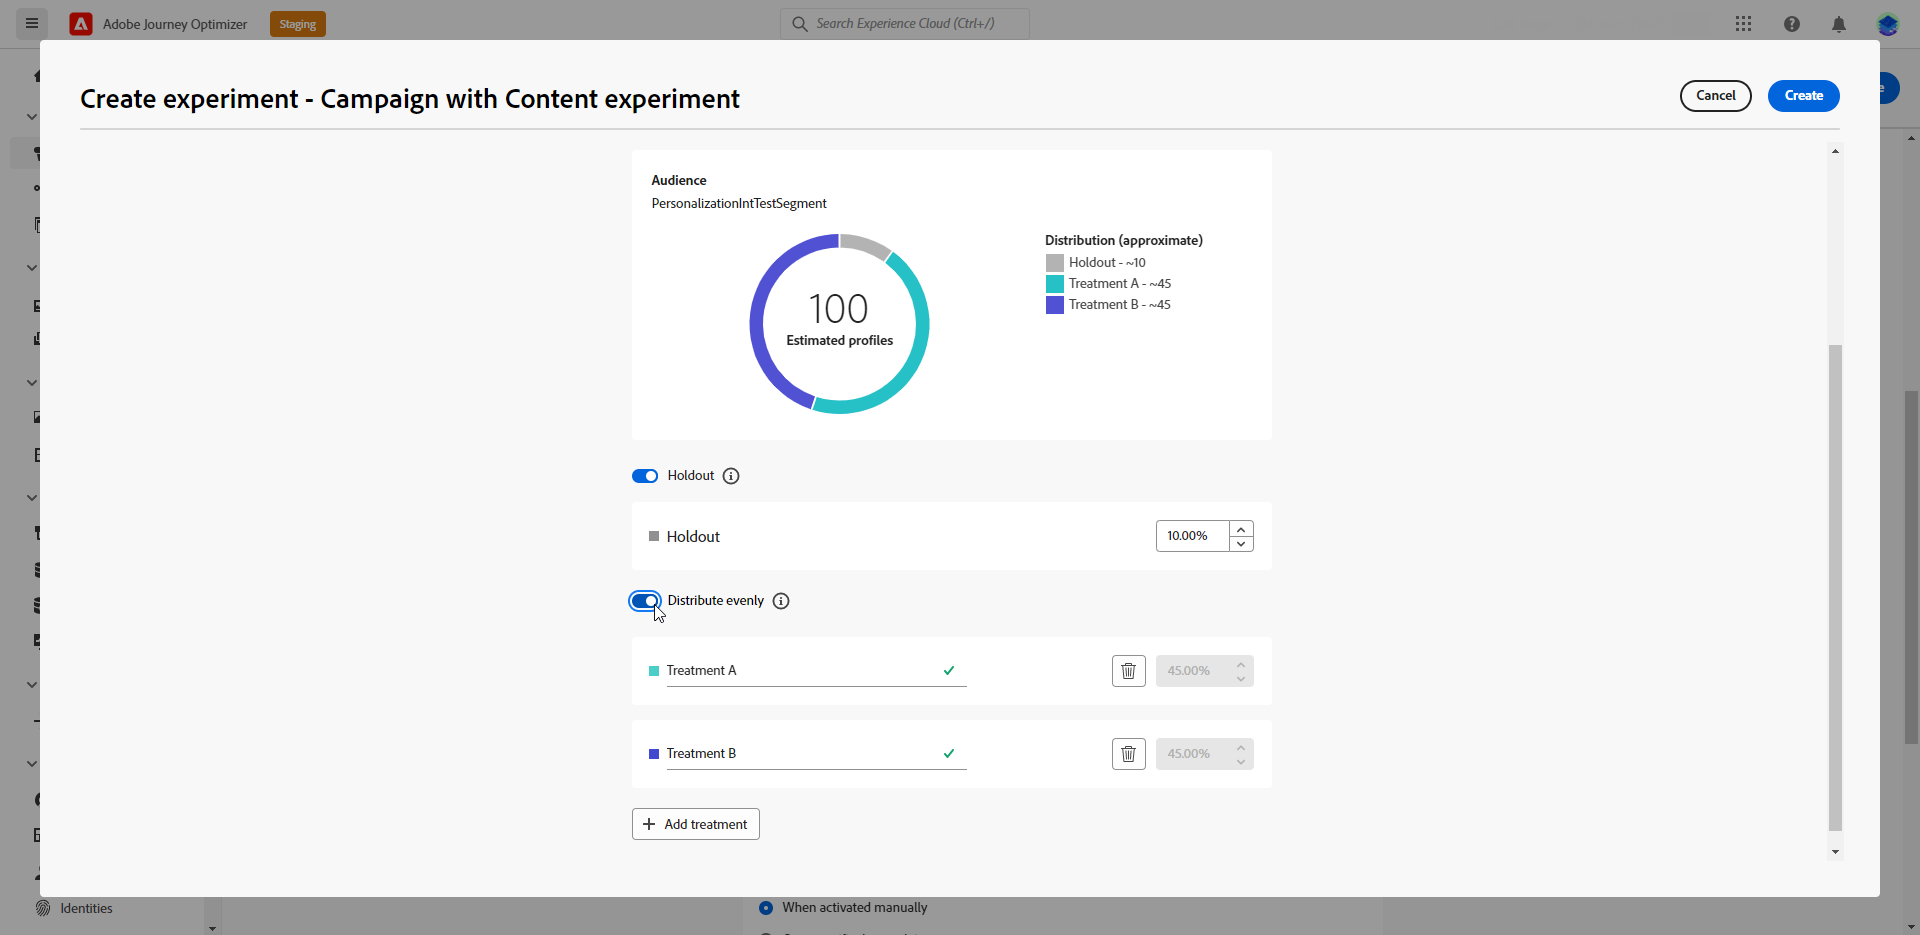 Adobe Journey Optimizer
Staging
Search Experience Cloud (Ctrl+/)
Create experiment - Campaign with Content experiment
Cancel
Create
Audience
PersonalizationIntTestSegment
100
Estimated profiles
Distribution (approximate)
Holdout - ~10
Treatment A - ~45
Treatment B - ~45
Holdout
Holdout
10.00%
Distribute evenly
Treatment A
45.00%
Treatment B
45.00%
Add treatment
Identities
When activated manually